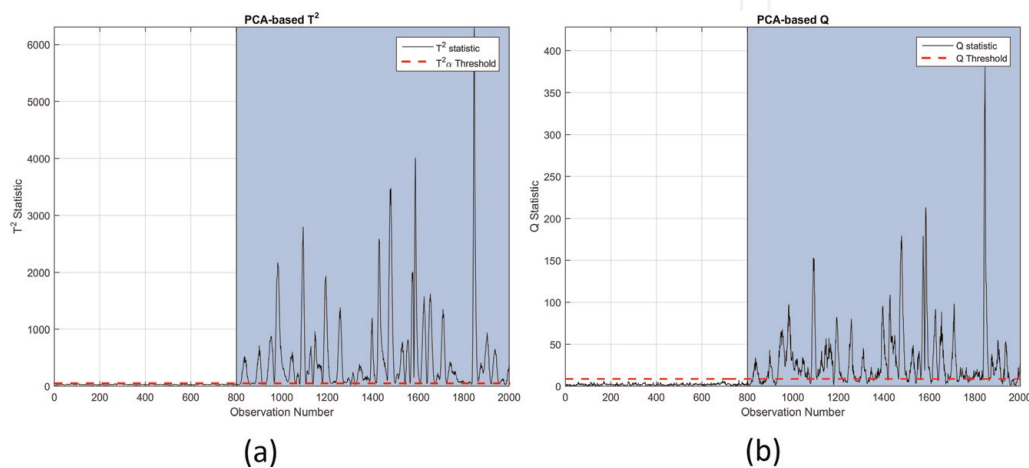 PCA-based T²
T² statistic
T²α Threshold
T² Statistic
6000
5000
4000
3000
2000
1000
0
0 200 400 600 800 1000 1200 1400 1600 1800 2000
Observation Number
(a)
PCA-based Q
Q statistic
Q Threshold
Q Statistic
400
350
300
250
200
150
100
50
0
0 200 400 600 800 1000 1200 1400 1600 1800 2000
Observation Number
(b)